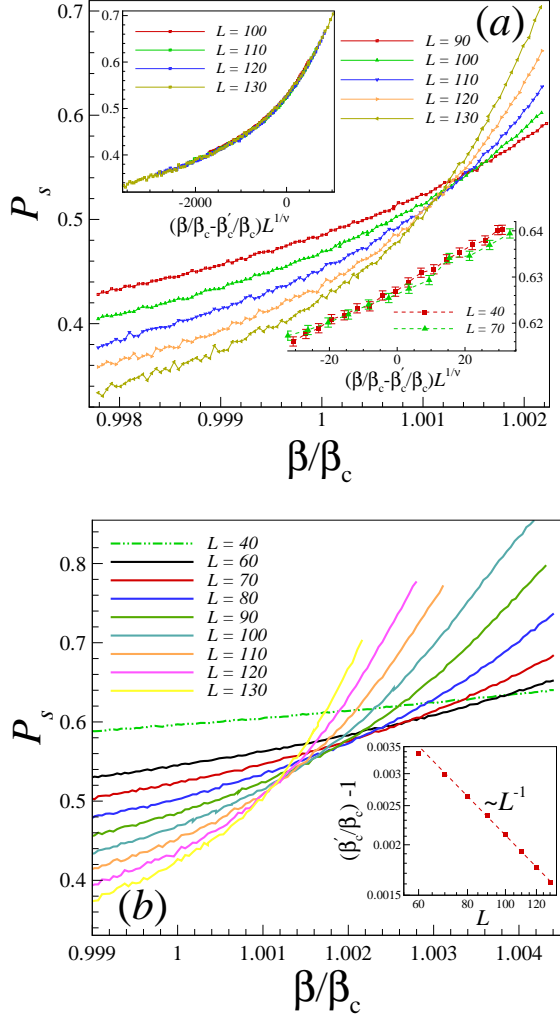 (a)
P_s
0.7
0.6
0.5
0.4
0.998
0.999
1
1.001
1.002
β/β_c
L = 90
L = 100
L = 110
L = 120
L = 130
L = 100
L = 110
L = 120
L = 130
0.7
0.6
0.5
0.4
-2000
0
(β/β_c-β_c'/β_c)L^{1/ν}
0.64
0.63
0.62
L = 40
L = 70
-20
0
20
(β/β_c-β_c'/β_c)L^{1/ν}
L = 40
L = 60
L = 70
L = 80
L = 90
L = 100
L = 110
L = 120
L = 130
P_s
0.8
0.7
0.6
0.5
0.4
(b)
0.999
1
1.001
1.002
1.003
1.004
β/β_c
(β_c'/β_c) -1
0.0035
0.003
0.0025
0.002
0.0015
~L^{-1}
60
80
100
120
L